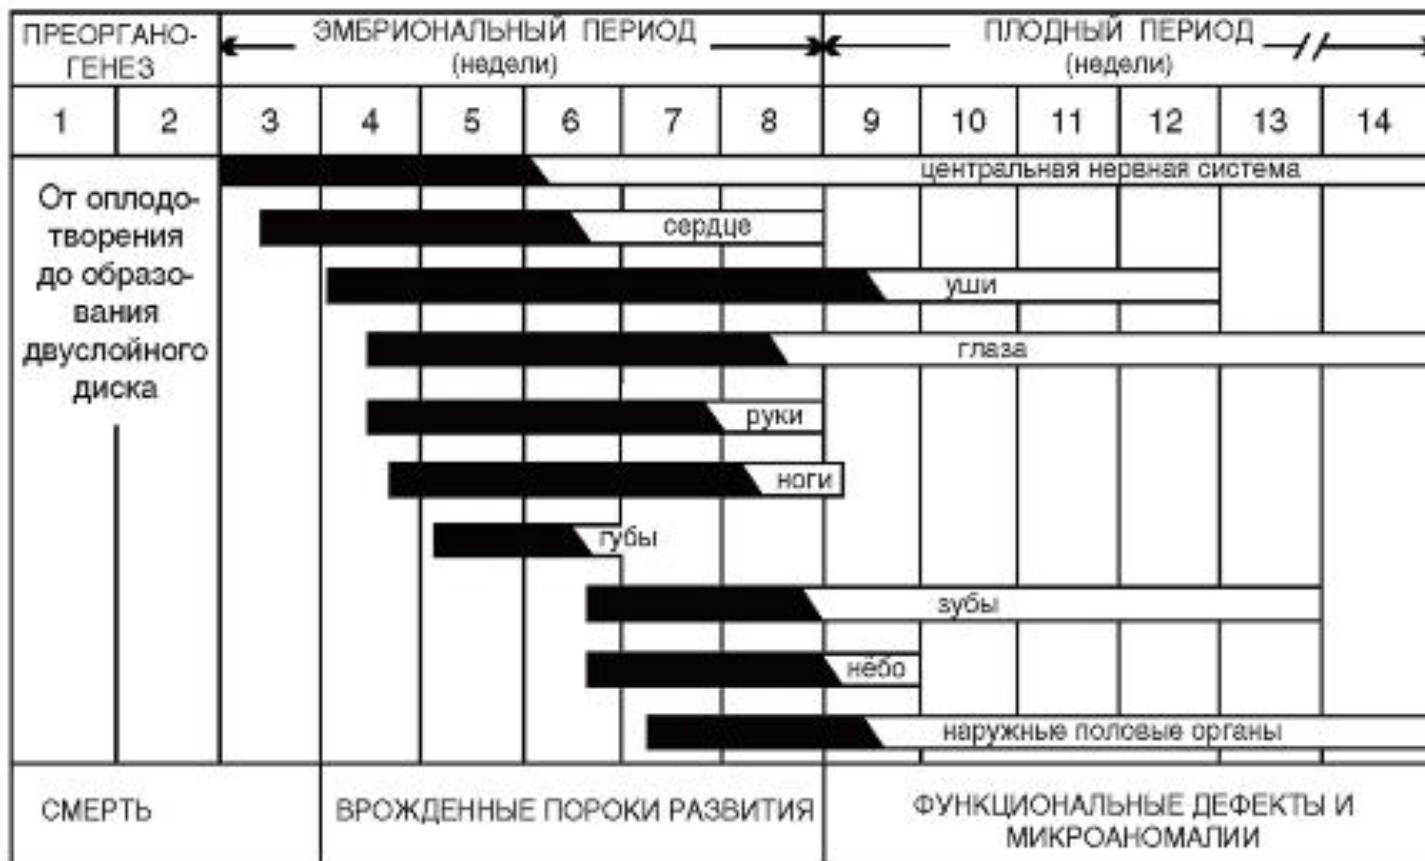 ПРЕОРГАНО-
ГЕНЕЗ
ЭМБРИОНАЛЬНЫЙ ПЕРИОД
(недели)
ПЛОДНЫЙ ПЕРИОД
(недели)
1 2 3 4 5 6 7 8 9 10 11 12 13 14
От оплодо-
творения
до образо-
вания
двуслойного
диска
центральная нервная система
сердце
уши
глаза
руки
ноги
губы
зубы
нёбо
наружные половые органы
СМЕРТЬ
ВРОЖДЕННЫЕ ПОРОКИ РАЗВИТИЯ
ФУНКЦИОНАЛЬНЫЕ ДЕФЕКТЫ И
МИКРОАНОМАЛИИ